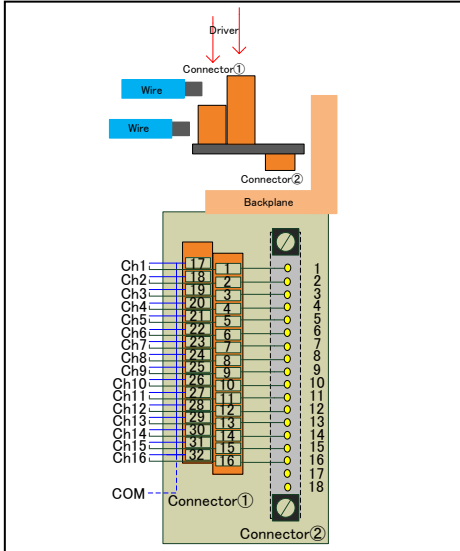 Driver
Connector①
Wire
Wire
Connector②
Backplane
Ch1 17 1 1
Ch2 18 2 2
Ch3 19 3 3
Ch4 20 4 4
Ch5 21 5 5
Ch6 22 6 6
Ch7 23 7 7
Ch8 24 8 8
Ch9 25 9 9
Ch10 26 10 10
Ch11 27 11 11
Ch12 28 12 12
Ch13 29 13 13
Ch14 30 14 14
Ch15 31 15 15
Ch16 32 16 16
17
18
COM
Connector①
Connector②